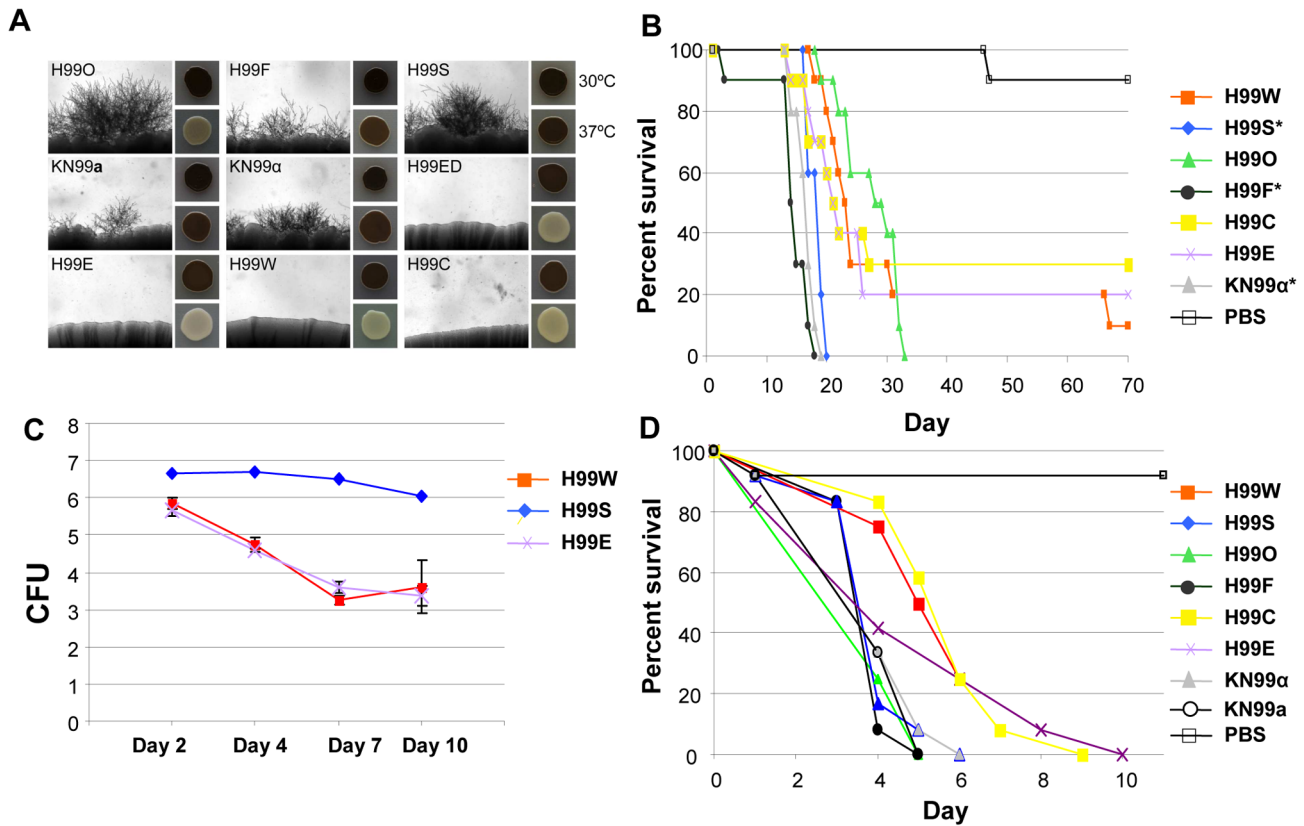 A
H99O
H99F
H99S
30ºC
37ºC
KN99a
KN99α
H99ED
H99E
H99W
H99C
B
Percent survival
100
80
60
40
20
0
0 10 20 30 40 50 60 70
Day
H99W
H99S*
H99O
H99F*
H99C
H99E
KN99α*
PBS
C
CFU
8
7
6
5
4
3
2
1
0
Day 2 Day 4 Day 7 Day 10
H99W
H99S
H99E
D
Percent survival
100
80
60
40
20
0
0 2 4 6 8 10
Day
H99W
H99S
H99O
H99F
H99C
H99E
KN99α
KN99a
PBS